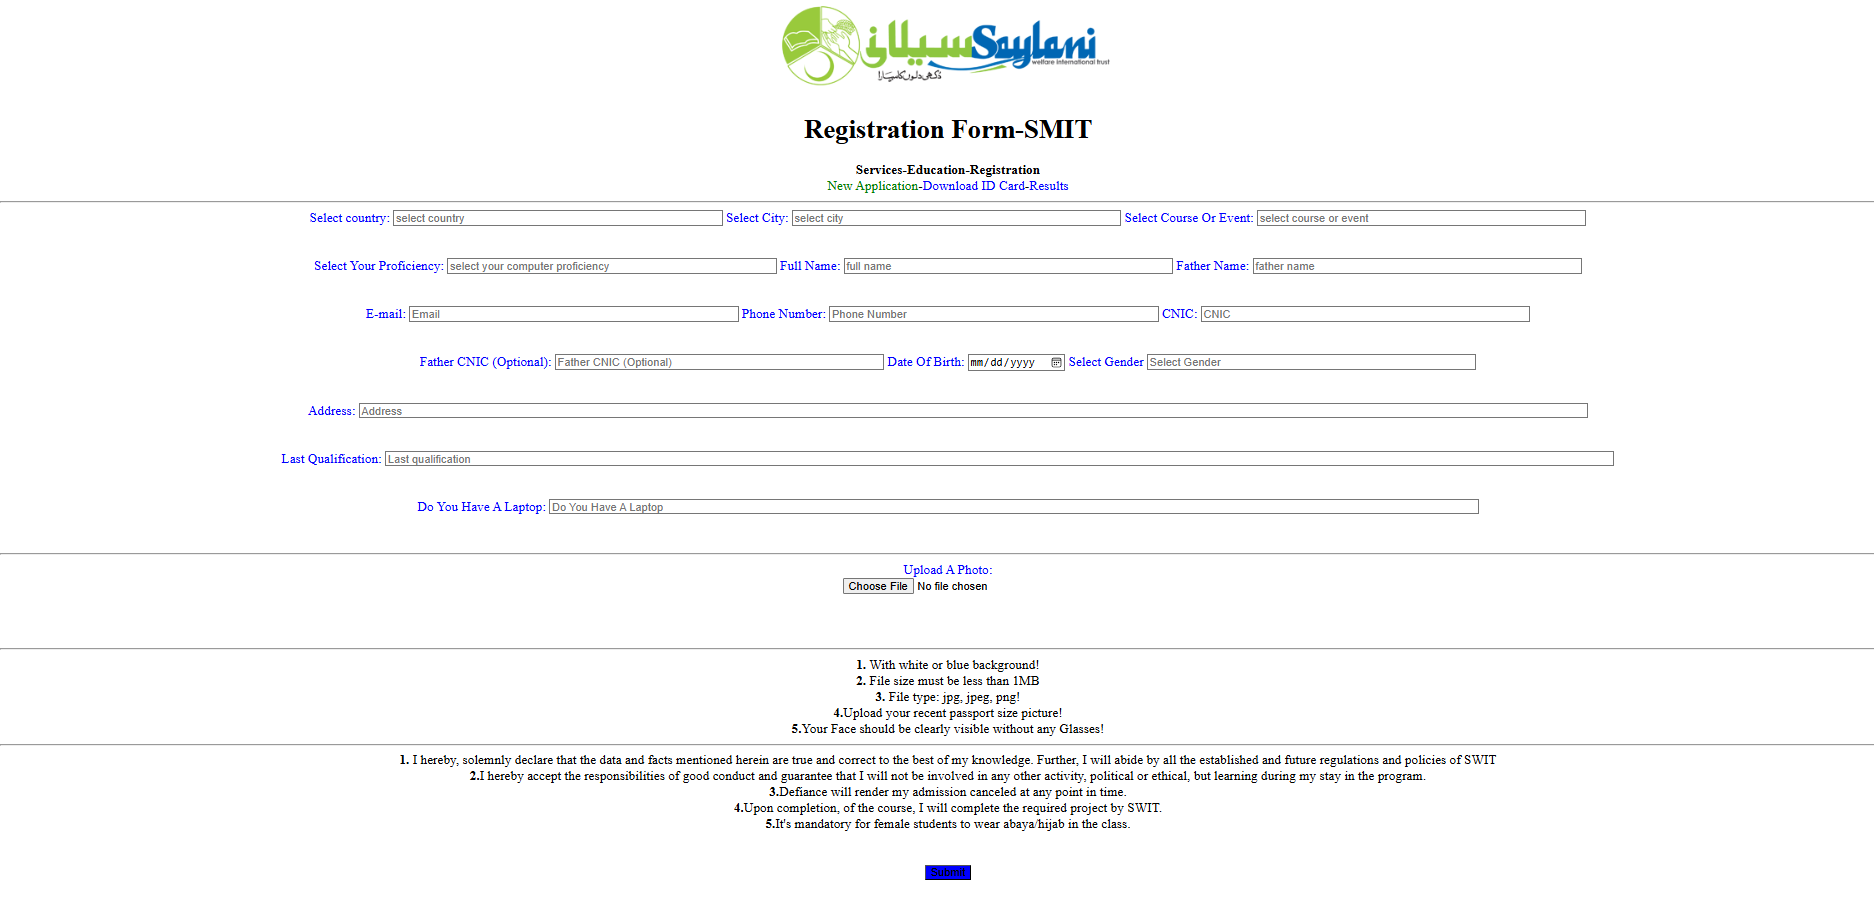 سیلانی Saylani
welfare international trust
دُکھی دلوں کا سہارا
Registration Form-SMIT
Services-Education-Registration
New Application-Download ID Card-Results
Select country: select country Select City: select city Select Course Or Event: select course or event
Select Your Proficiency: select your computer proficiency Full Name: full name Father Name: father name
E-mail: Email Phone Number: Phone Number CNIC: CNIC
Father CNIC (Optional): Father CNIC (Optional) Date Of Birth: mm/dd/yyyy Select Gender Select Gender
Address: Address
Last Qualification: Last qualification
Do You Have A Laptop: Do You Have A Laptop
Upload A Photo:
Choose File No file chosen
1. With white or blue background!
2. File size must be less than 1MB
3. File type: jpg, jpeg, png!
4.Upload your recent passport size picture!
5.Your Face should be clearly visible without any Glasses!
1. I hereby, solemnly declare that the data and facts mentioned herein are true and correct to the best of my knowledge. Further, I will abide by all the established and future regulations and policies of SWIT
2.I hereby accept the responsibilities of good conduct and guarantee that I will not be involved in any other activity, political or ethical, but learning during my stay in the program.
3.Defiance will render my admission canceled at any point in time.
4.Upon completion, of the course, I will complete the required project by SWIT.
5.It's mandatory for female students to wear abaya/hijab in the class.
Submit